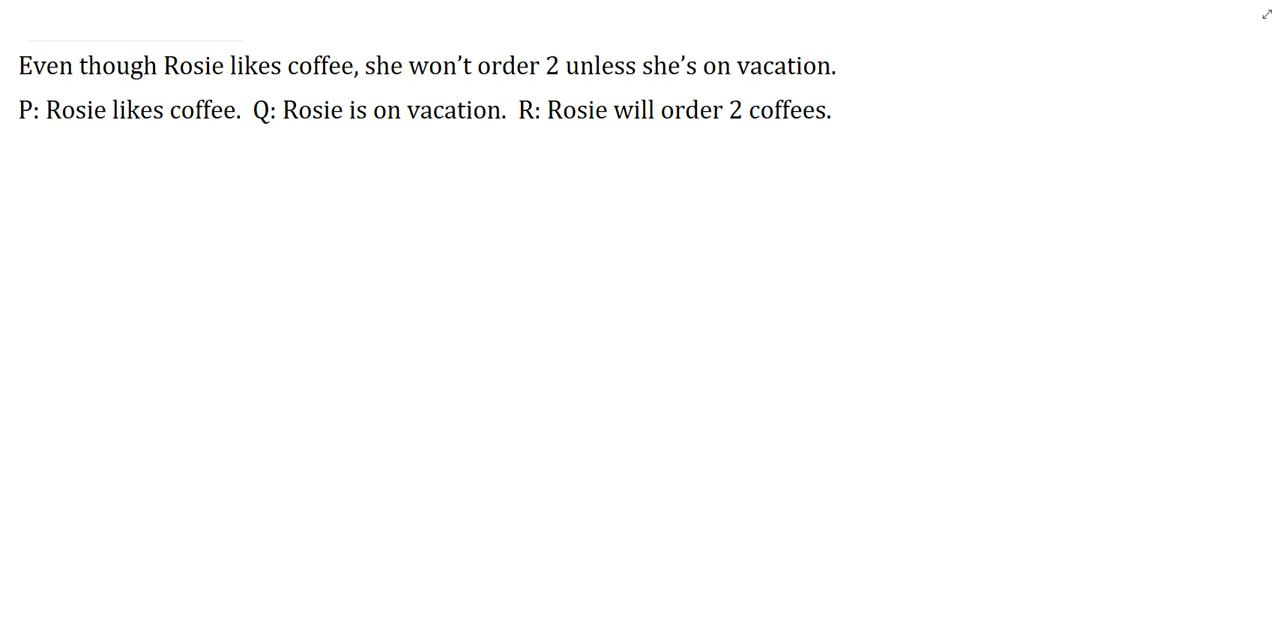 Even though Rosie likes coffee, she won’t order 2 unless she’s on vacation.
P: Rosie likes coffee.  Q: Rosie is on vacation.  R: Rosie will order 2 coffees.